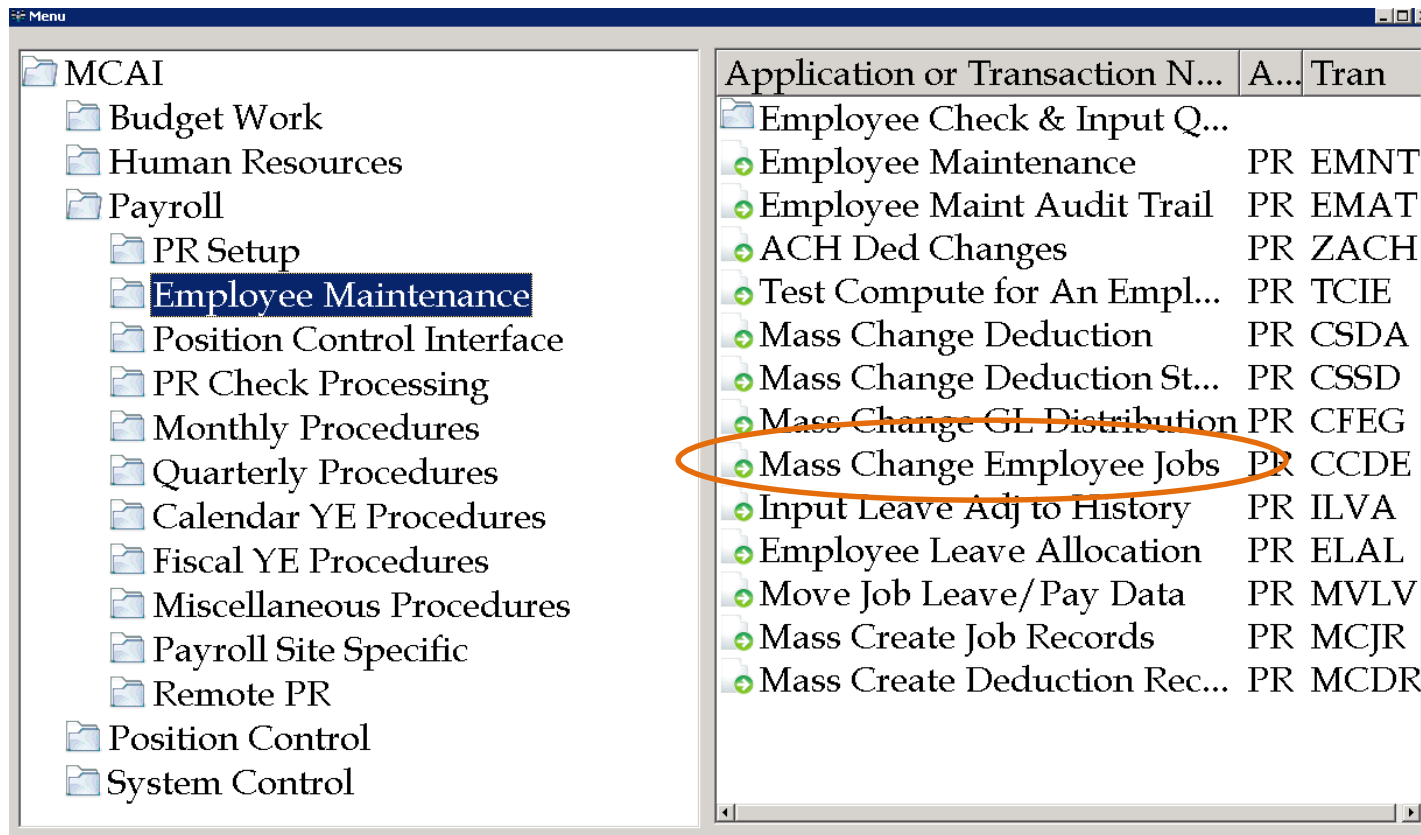 Menu
MCAI
Budget Work
Human Resources
Payroll
PR Setup
Employee Maintenance
Position Control Interface
PR Check Processing
Monthly Procedures
Quarterly Procedures
Calendar YE Procedures
Fiscal YE Procedures
Miscellaneous Procedures
Payroll Site Specific
Remote PR
Position Control
System Control
Application or Transaction N... A... Tran
Employee Check & Input Q...
Employee Maintenance PR EMNT
Employee Maint Audit Trail PR EMAT
ACH Ded Changes PR ZACH
Test Compute for An Empl... PR TCIE
Mass Change Deduction PR CSDA
Mass Change Deduction St... PR CSSD
Mass Change GL Distribution PR CFEG
Mass Change Employee Jobs PR CCDE
Input Leave Adj to History PR ILVA
Employee Leave Allocation PR ELAL
Move Job Leave/Pay Data PR MVLV
Mass Create Job Records PR MCJR
Mass Create Deduction Rec... PR MCDR